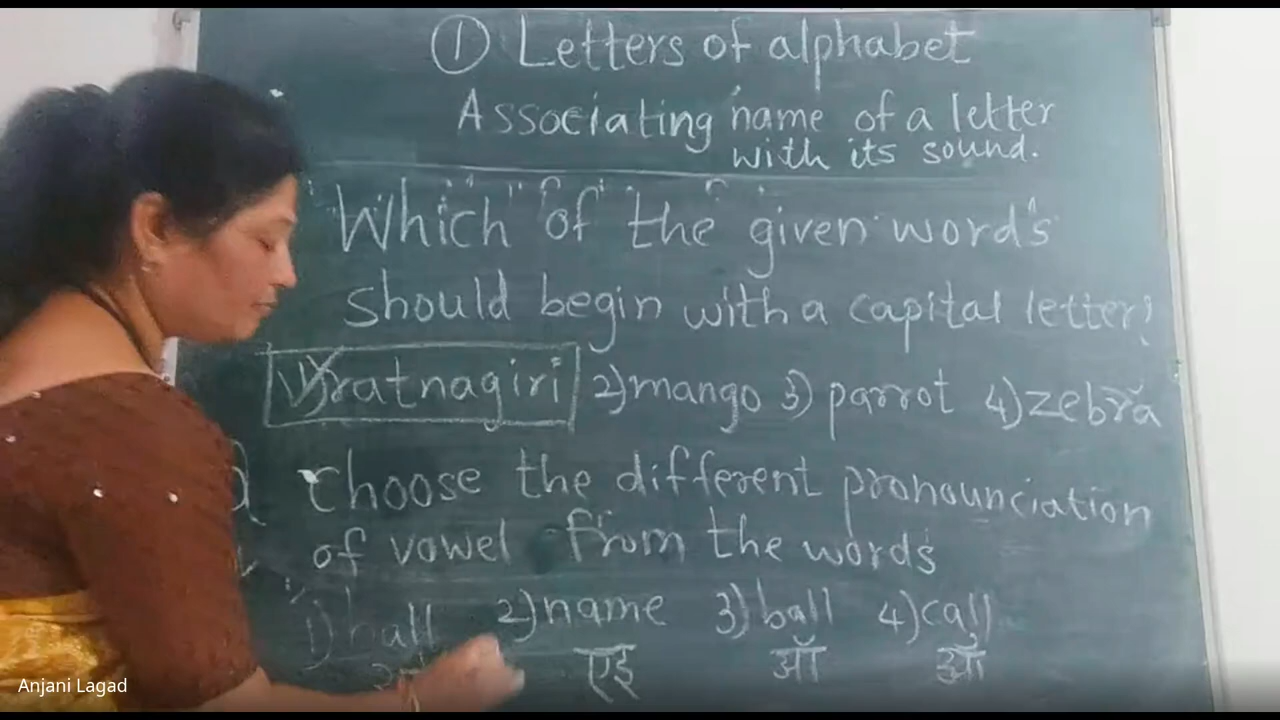 ① Letters of alphabet
Associating name of a letter
with its sound.
Which of the given words
should begin with a capital letter?
1) ratnagiri 2) mango 3) parrot 4) zebra
Q choose the different pronounciation
of vowel from the words
1) hall 2) name 3) ball 4) call
एइ ऑ ऑ
Anjani Lagad